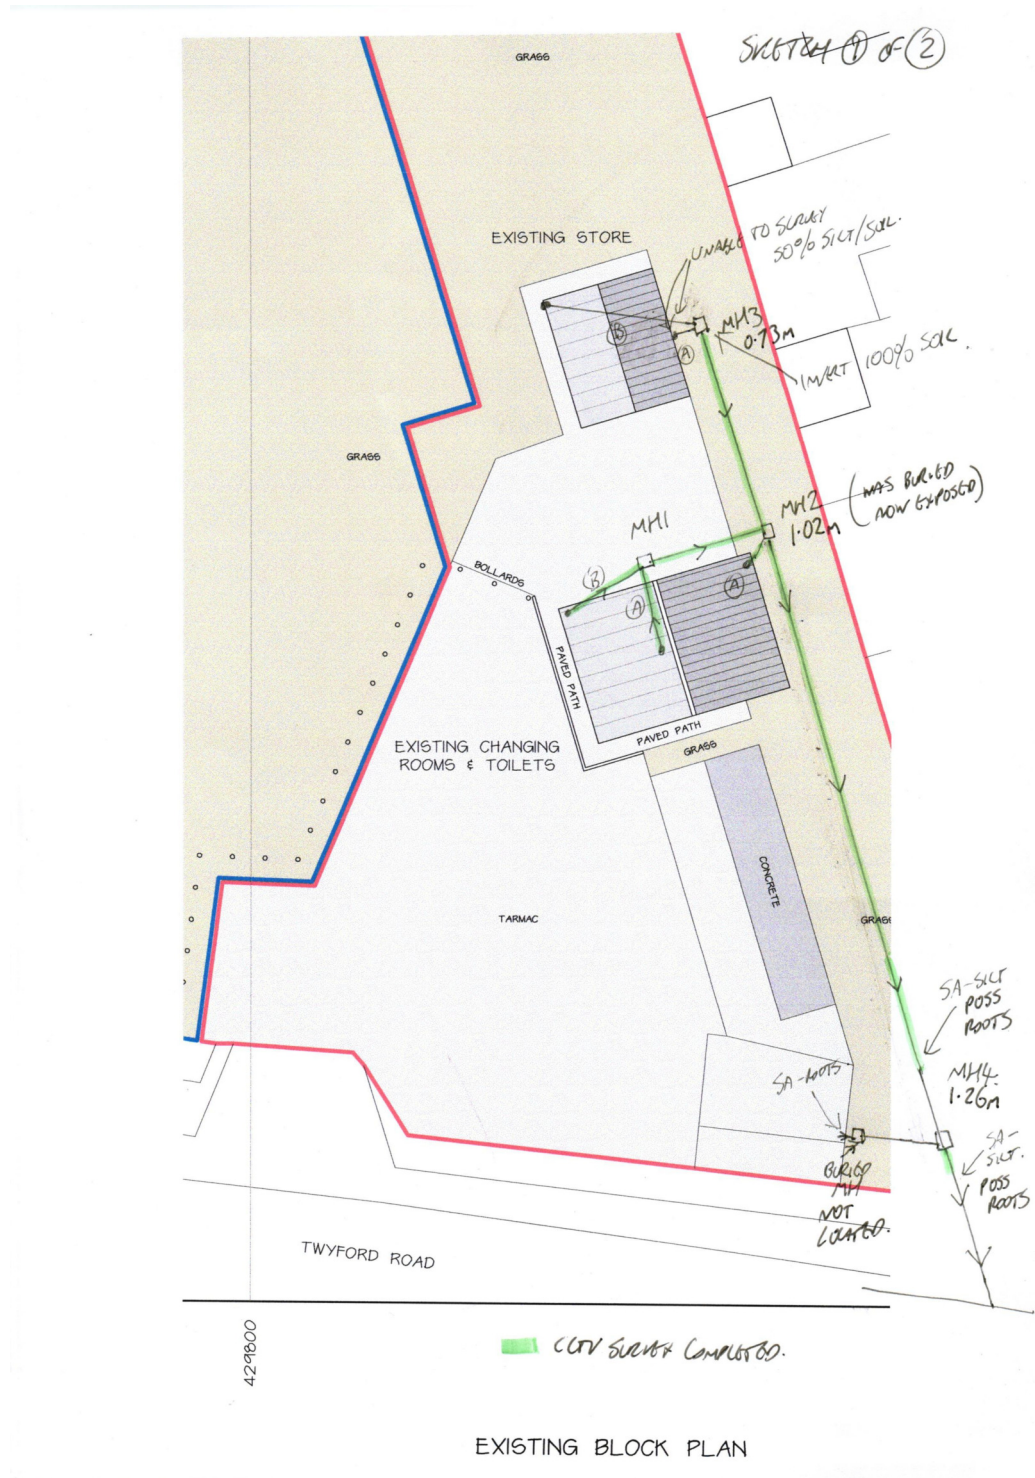 SKETCH 1 OF 2
GRASS
UNABLE TO SURVEY
50% SILT/SOIL.
EXISTING STORE
B
MH3
0.73M
A
INVERT 100% SOIL.
GRASS
MH2
1.02M
(WAS BURIED
NOW EXPOSED)
MH1
BOLLARDS
B
A
A
PAVED PATH
PAVED PATH
GRASS
EXISTING CHANGING
ROOMS & TOILETS
CONCRETE
TARMAC
GRASS
SA-SILT
POSS
ROOTS
SA-ROOTS
MH4
1.26M
SA-
SILT.
POSS
ROOTS
BURIED
MH
NOT
LOCATED.
TWYFORD ROAD
429800
CCTV SURVEY COMPLETED.
EXISTING BLOCK PLAN